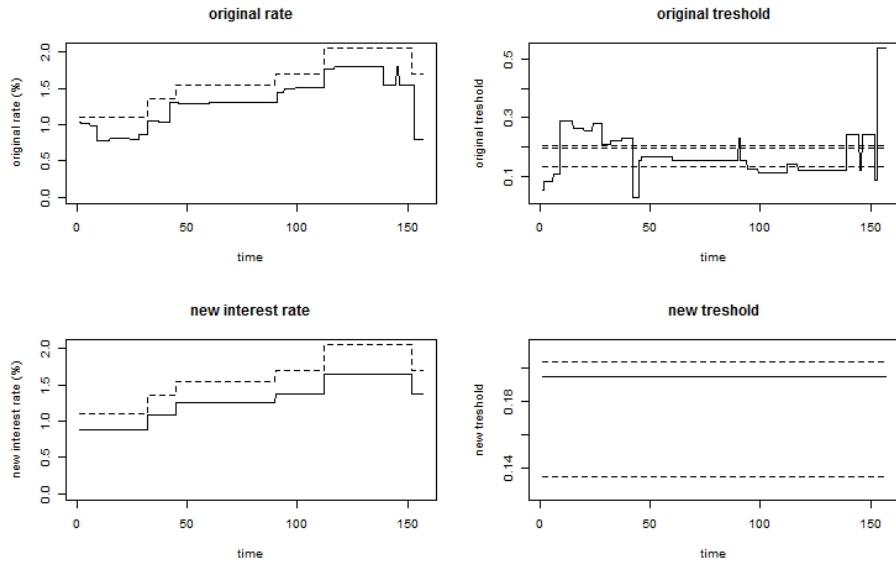 original rate
original rate (%)
0.0 0.5 1.0 1.5 2.0
0 50 100 150
time
original treshold
original treshold
0.1 0.3 0.5
0 50 100 150
time
new interest rate
new interest rate (%)
0.0 0.5 1.0 1.5 2.0
0 50 100 150
time
new treshold
new treshold
0.14 0.18
0 50 100 150
time